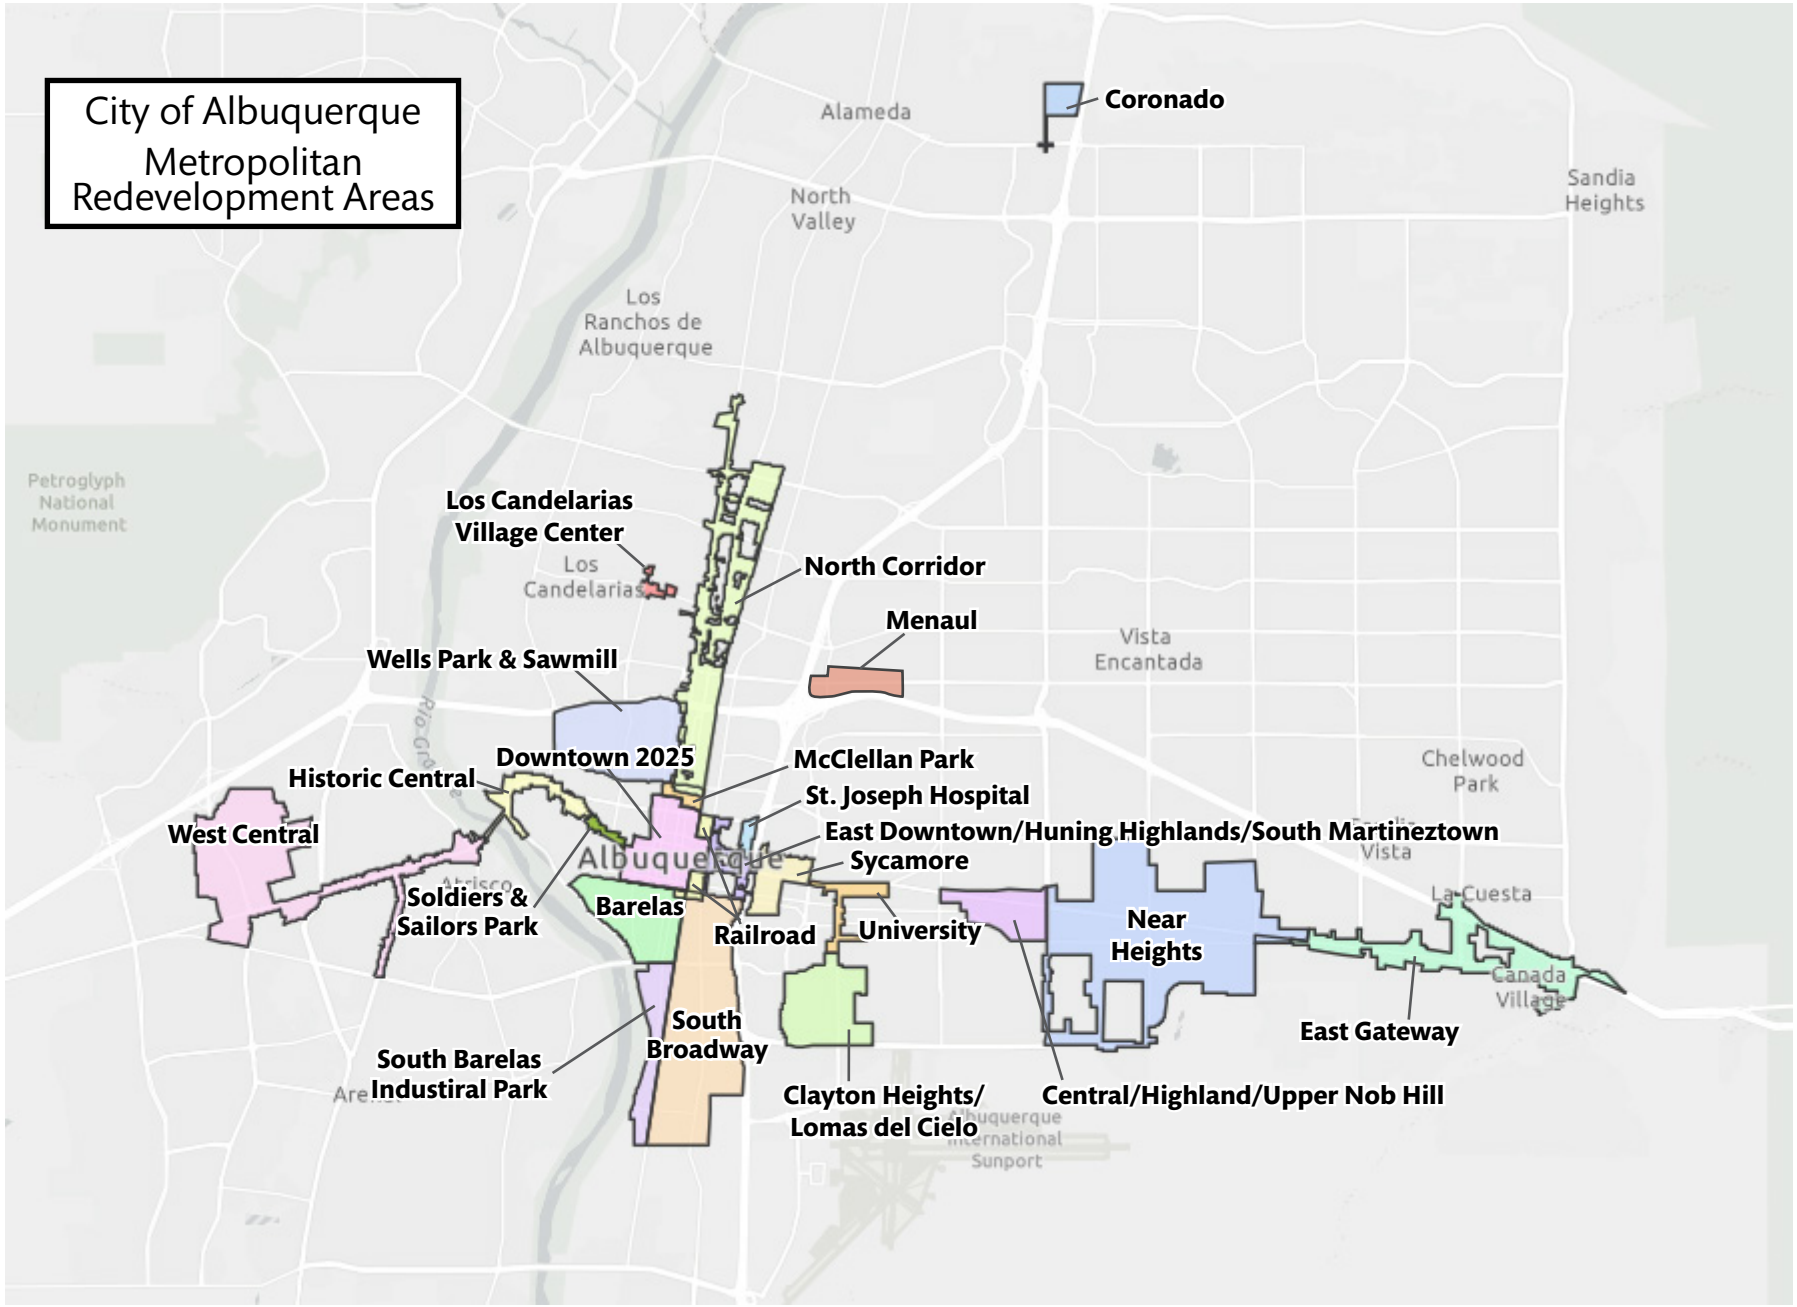 City of Albuquerque
Metropolitan
Redevelopment Areas
Coronado
Alameda
Sandia
Heights
North
Valley
Los
Ranchos de
Albuquerque
Petroglyph
National
Monument
Los Candelarias
Village Center
Los
Candelarias
North Corridor
Menaul
Vista
Encantada
Wells Park & Sawmill
Rio Gr
Downtown 2025
McClellan Park
Chelwood
Park
Historic Central
St. Joseph Hospital
West Central
East Downtown/Huning Highlands/South Martineztown
Vista
Albuquerque
Sycamore
Atrisco
La Cuesta
Soldiers &
Sailors Park
Barelas
Railroad
University
Near
Heights
Canada
Village
East Gateway
South
Broadway
South Barelas
Industiral Park
Clayton Heights/
Lomas del Cielo
Central/Highland/Upper Nob Hill
Albuquerque
International
Sunport